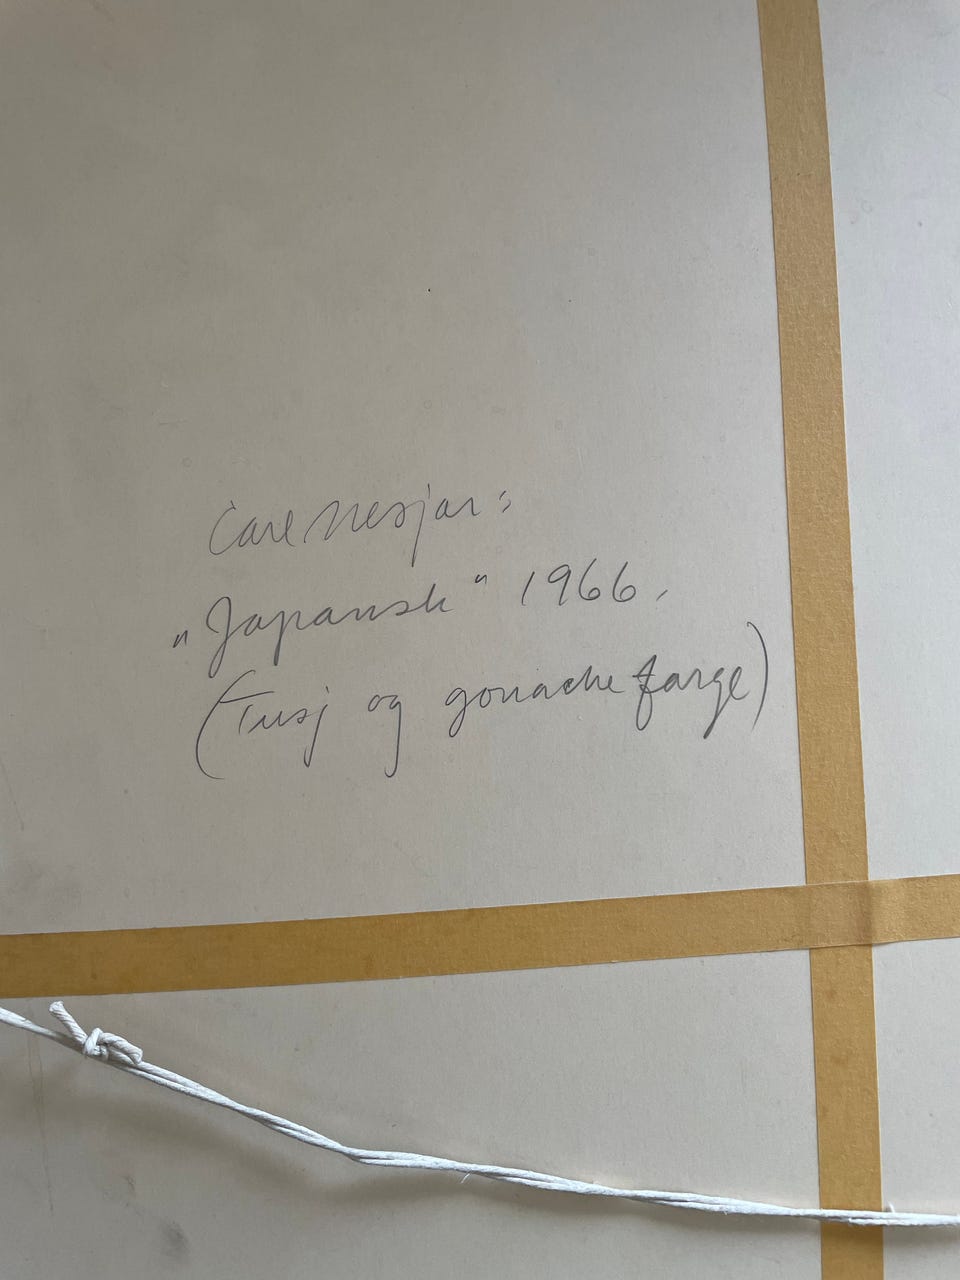 Carl Nesjar:
„Japansk" 1966.
(Tusj og gouache farge)